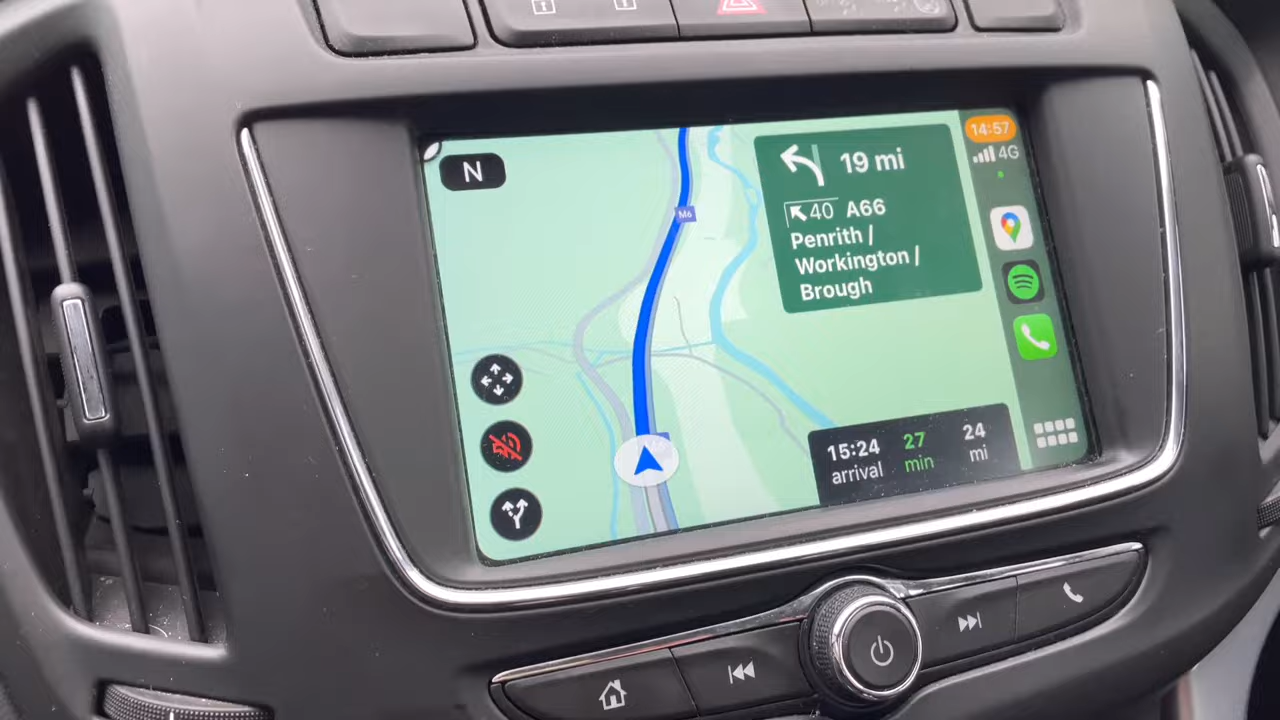 N
M6
19 mi
40 A66
Penrith /
Workington /
Brough
14:57
4G
15:24 27 24
arrival min mi